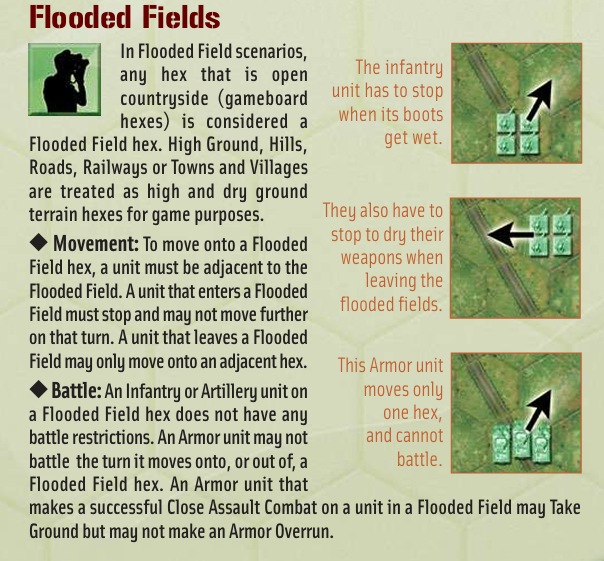 Flooded Fields
In Flooded Field scenarios,
any hex that is open
countryside (gameboard
hexes) is considered a
Flooded Field hex. High Ground, Hills,
Roads, Railways or Towns and Villages
are treated as high and dry ground
terrain hexes for game purposes.
◆ Movement: To move onto a Flooded
Field hex, a unit must be adjacent to the
Flooded Field. A unit that enters a Flooded
Field must stop and may not move further
on that turn. A unit that leaves a Flooded
Field may only move onto an adjacent hex.
◆ Battle: An Infantry or Artillery unit on
a Flooded Field hex does not have any
battle restrictions. An Armor unit may not
battle the turn it moves onto, or out of, a
Flooded Field hex. An Armor unit that
makes a successful Close Assault Combat on a unit in a Flooded Field may Take
Ground but may not make an Armor Overrun.
The infantry
unit has to stop
when its boots
get wet.
They also have to
stop to dry their
weapons when
leaving the
flooded fields.
This Armor unit
moves only
one hex,
and cannot
battle.